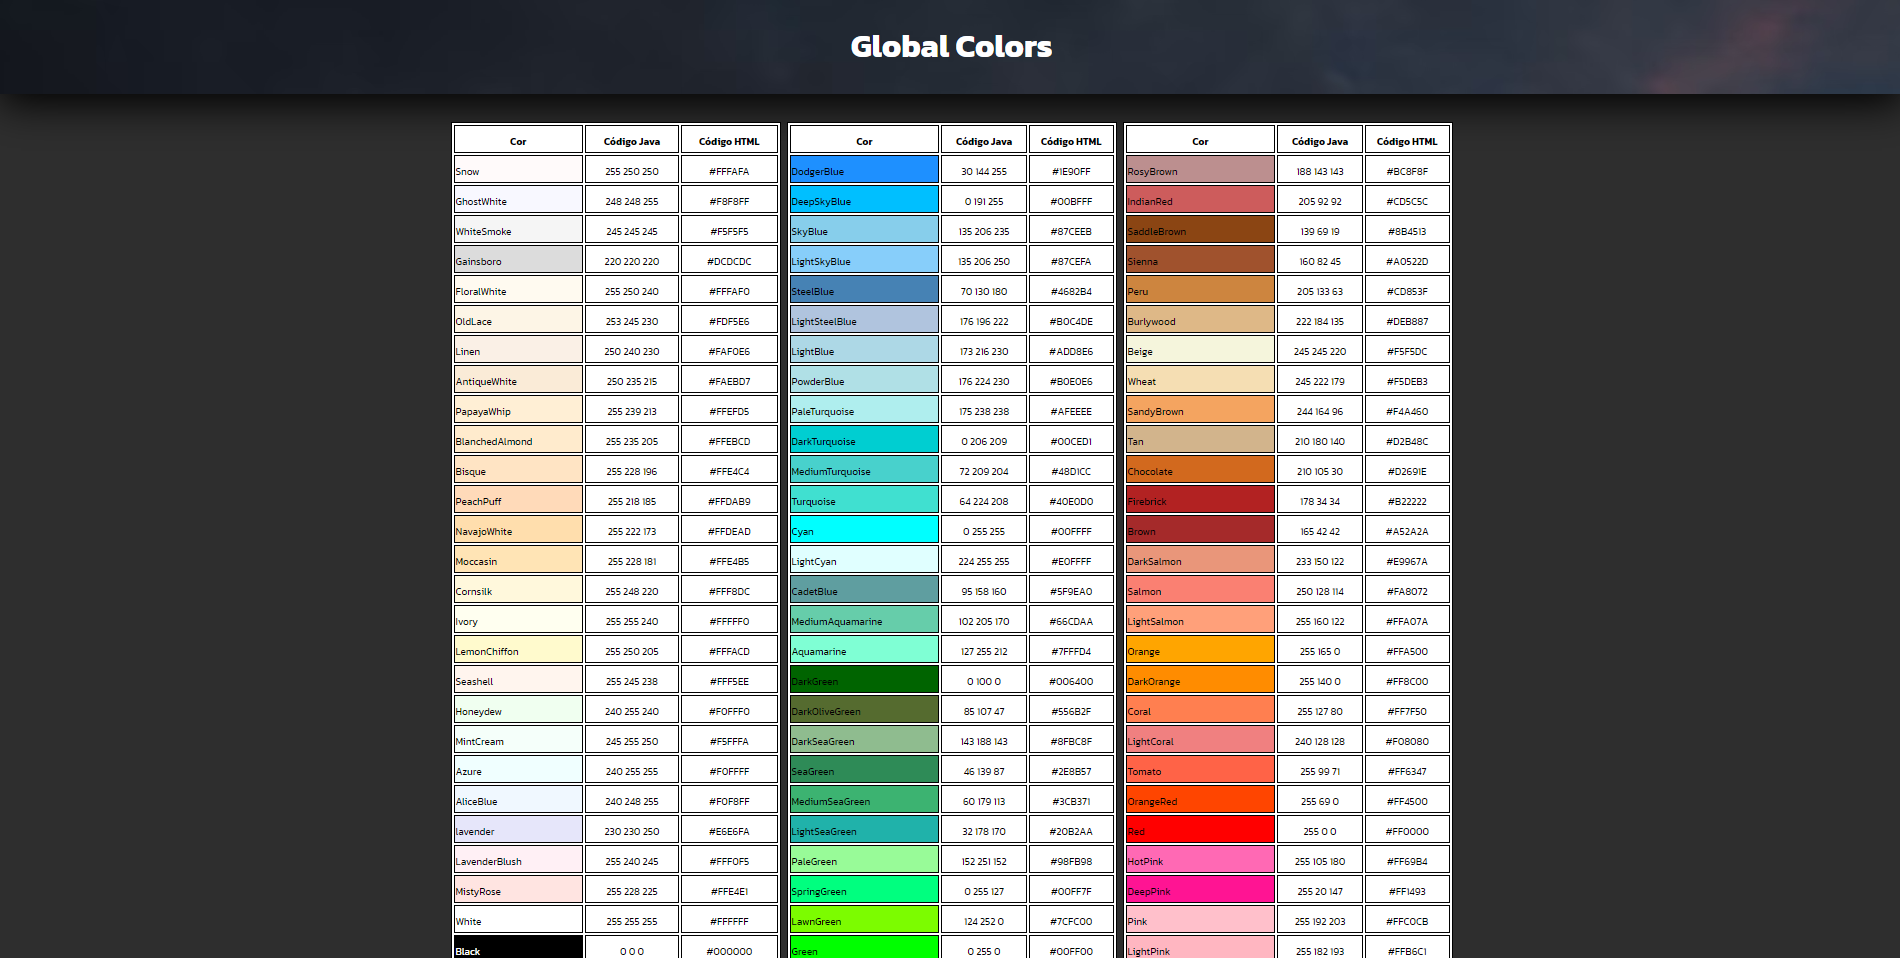 Global Colors
Cor Código Java Código HTML
Snow 255 250 250 #FFFAFA
GhostWhite 248 248 255 #F8F8FF
WhiteSmoke 245 245 245 #F5F5F5
Gainsboro 220 220 220 #DCDCDC
FloralWhite 255 250 240 #FFFAF0
OldLace 253 245 230 #FDF5E6
Linen 250 240 230 #FAF0E6
AntiqueWhite 250 235 215 #FAEBD7
PapayaWhip 255 239 213 #FFEFD5
BlanchedAlmond 255 235 205 #FFEBCD
Bisque 255 228 196 #FFE4C4
PeachPuff 255 218 185 #FFDAB9
NavajoWhite 255 222 173 #FFDEAD
Moccasin 255 228 181 #FFE4B5
Cornsilk 255 248 220 #FFF8DC
Ivory 255 255 240 #FFFFF0
LemonChiffon 255 250 205 #FFFACD
Seashell 255 245 238 #FFF5EE
Honeydew 240 255 240 #F0FFF0
MintCream 245 255 250 #F5FFFA
Azure 240 255 255 #F0FFFF
AliceBlue 240 248 255 #F0F8FF
lavender 230 230 250 #E6E6FA
LavenderBlush 255 240 245 #FFF0F5
MistyRose 255 228 225 #FFE4E1
White 255 255 255 #FFFFFF
Black 0 0 0 #000000
Cor Código Java Código HTML
DodgerBlue 30 144 255 #1E90FF
DeepSkyBlue 0 191 255 #00BFFF
SkyBlue 135 206 235 #87CEEB
LightSkyBlue 135 206 250 #87CEFA
SteelBlue 70 130 180 #4682B4
LightSteelBlue 176 196 222 #B0C4DE
LightBlue 173 216 230 #ADD8E6
PowderBlue 176 224 230 #B0E0E6
PaleTurquoise 175 238 238 #AFEEEE
DarkTurquoise 0 206 209 #00CED1
MediumTurquoise 72 209 204 #48D1CC
Turquoise 64 224 208 #40E0D0
Cyan 0 255 255 #00FFFF
LightCyan 224 255 255 #E0FFFF
CadetBlue 95 158 160 #5F9EA0
MediumAquamarine 102 205 170 #66CDAA
Aquamarine 127 255 212 #7FFFD4
DarkGreen 0 100 0 #006400
DarkOliveGreen 85 107 47 #556B2F
DarkSeaGreen 143 188 143 #8FBC8F
SeaGreen 46 139 87 #2E8B57
MediumSeaGreen 60 179 113 #3CB371
LightSeaGreen 32 178 170 #20B2AA
PaleGreen 152 251 152 #98FB98
SpringGreen 0 255 127 #00FF7F
LawnGreen 124 252 0 #7CFC00
Green 0 255 0 #00FF00
Cor Código Java Código HTML
RosyBrown 188 143 143 #BC8F8F
IndianRed 205 92 92 #CD5C5C
SaddleBrown 139 69 19 #8B4513
Sienna 160 82 45 #A0522D
Peru 205 133 63 #CD853F
Burlywood 222 184 135 #DEB887
Beige 245 245 220 #F5F5DC
Wheat 245 222 179 #F5DEB3
SandyBrown 244 164 96 #F4A460
Tan 210 180 140 #D2B48C
Chocolate 210 105 30 #D2691E
Firebrick 178 34 34 #B22222
Brown 165 42 42 #A52A2A
DarkSalmon 233 150 122 #E9967A
Salmon 250 128 114 #FA8072
LightSalmon 255 160 122 #FFA07A
Orange 255 165 0 #FFA500
DarkOrange 255 140 0 #FF8C00
Coral 255 127 80 #FF7F50
LightCoral 240 128 128 #F08080
Tomato 255 99 71 #FF6347
OrangeRed 255 69 0 #FF4500
Red 255 0 0 #FF0000
HotPink 255 105 180 #FF69B4
DeepPink 255 20 147 #FF1493
Pink 255 192 203 #FFC0CB
LightPink 255 182 193 #FFB6C1